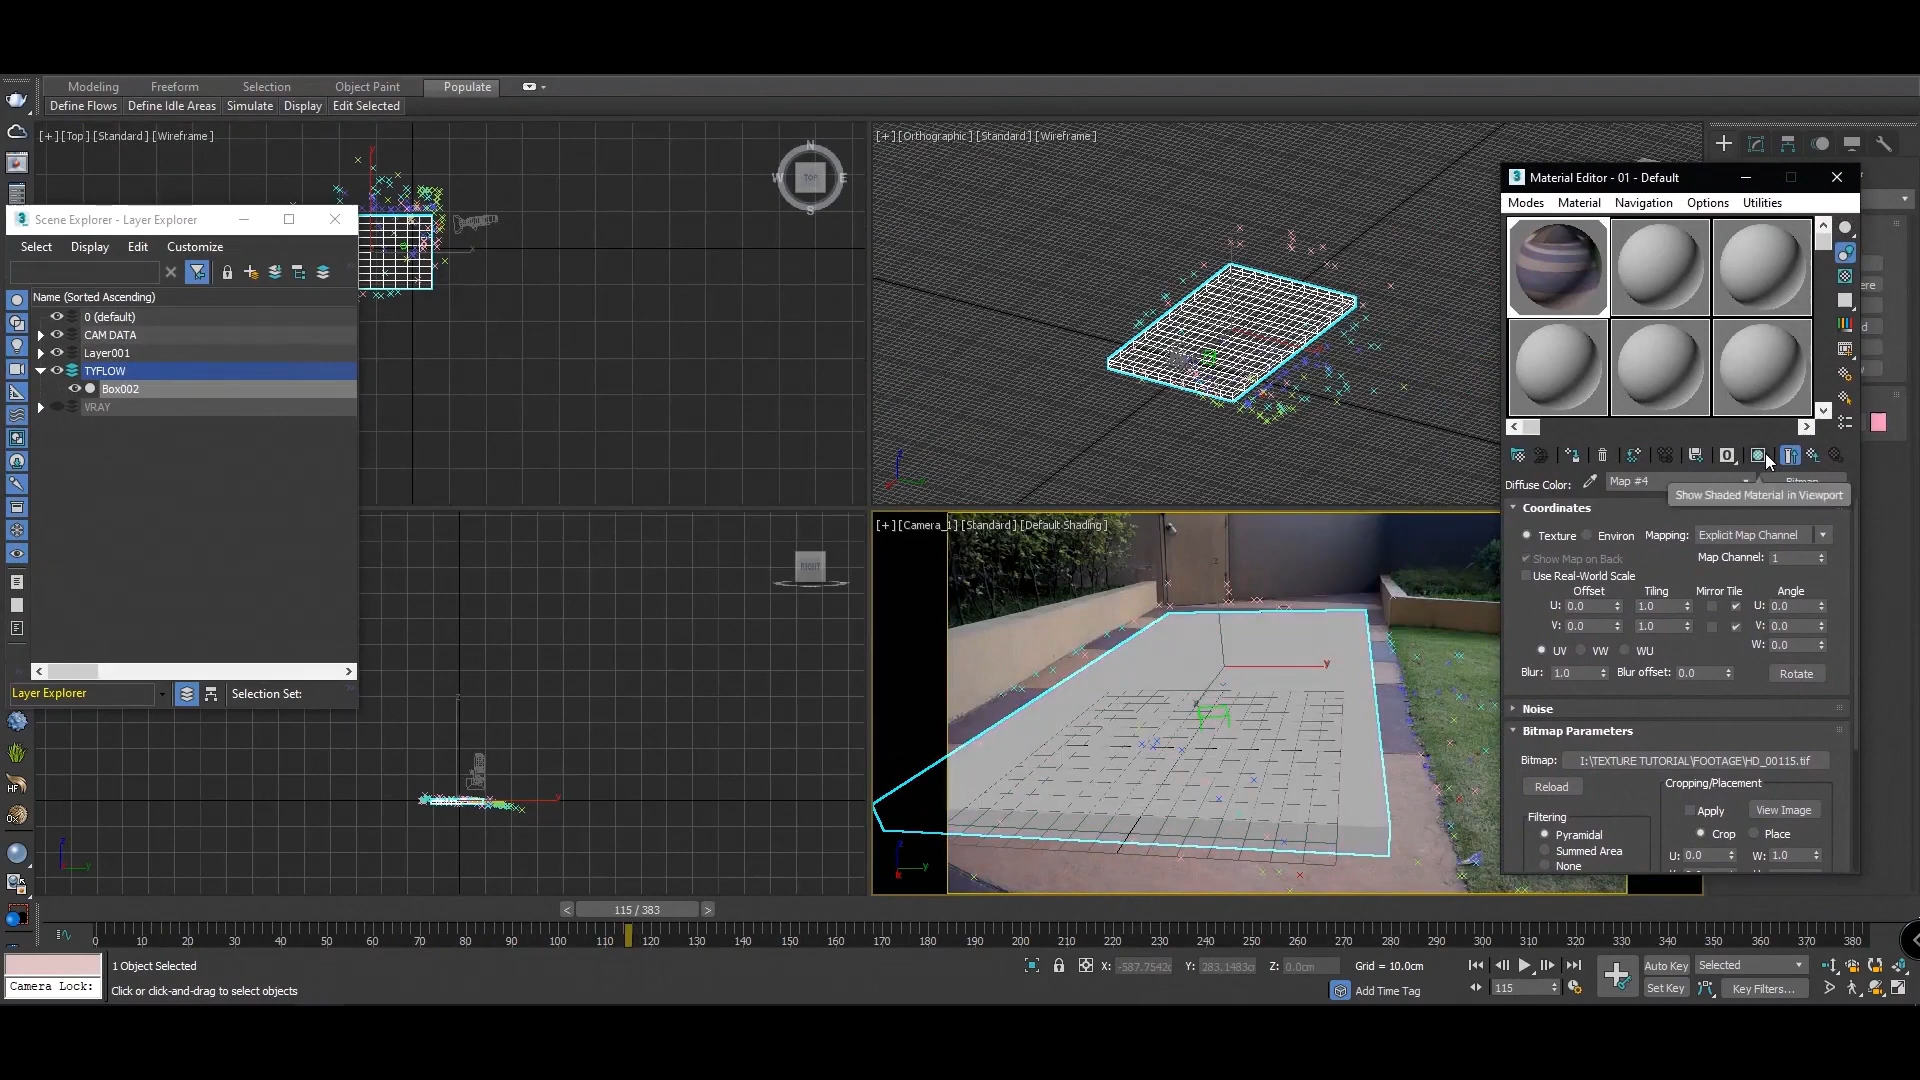 Modeling Freeform Selection Object Paint Populate
Define Flows Define Idle Areas Simulate Display Edit Selected
[+] [Top] [Standard] [Wireframe]
N
W TOP E
S
[+] [Orthographic] [Standard] [Wireframe]
Scene Explorer - Layer Explorer
Select Display Edit Customize
Name (Sorted Ascending)
0 (default)
CAM DATA
Layer001
TYFLOW
Box002
VRAY
Layer Explorer
Selection Set:
RIGHT
[+] [Camera_1] [Standard] [Default Shading]
Material Editor - 01 - Default
Modes Material Navigation Options Utilities
Diffuse Color: Map #4 Bitmap
Show Shaded Material in Viewport
Coordinates
Texture Environ Mapping: Explicit Map Channel
Show Map on Back Map Channel: 1
Use Real-World Scale
Offset Tiling Mirror Tile Angle
U: 0.0 1.0 U: 0.0
V: 0.0 1.0 V: 0.0
W: 0.0
UV VW WU
Blur: 1.0 Blur offset: 0.0 Rotate
Noise
Bitmap Parameters
Bitmap: I:\TEXTURE TUTORIAL\FOOTAGE\HD_00115.tif
Reload Cropping/Placement
Apply View Image
Filtering
Pyramidal Crop Place
Summed Area U: 0.0 W: 1.0
None
HF
< 115 / 383 >
0 10 20 30 40 50 60 70 80 90 100 110 120 130 140 150 160 170 180 190 200 210 220 230 240 250 260 270 280 290 300 310 320 330 340 350 360 370 380
1 Object Selected
Camera Lock:
Click or click-and-drag to select objects
X: -587.7542c Y: 283.1483c Z: 0.0cm Grid = 10.0cm
Add Time Tag
115
Auto Key Selected
Set Key Key Filters...